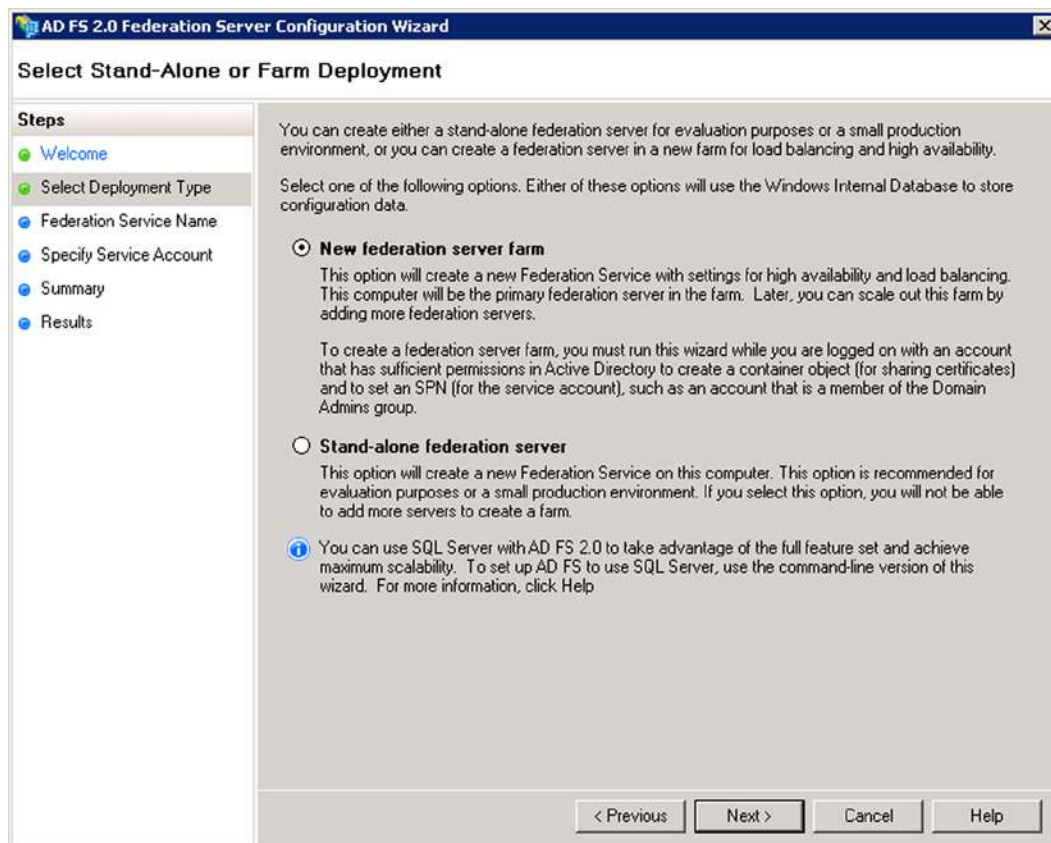 AD FS 2.0 Federation Server Configuration Wizard
Select Stand-Alone or Farm Deployment
Steps
Welcome
Select Deployment Type
Federation Service Name
Specify Service Account
Summary
Results
You can create either a stand-alone federation server for evaluation purposes or a small production
environment, or you can create a federation server in a new farm for load balancing and high availability.
Select one of the following options. Either of these options will use the Windows Internal Database to store
configuration data.
New federation server farm
This option will create a new Federation Service with settings for high availability and load balancing.
This computer will be the primary federation server in the farm. Later, you can scale out this farm by
adding more federation servers.
To create a federation server farm, you must run this wizard while you are logged on with an account
that has sufficient permissions in Active Directory to create a container object (for sharing certificates)
and to set an SPN (for the service account), such as an account that is a member of the Domain
Admins group.
Stand-alone federation server
This option will create a new Federation Service on this computer. This option is recommended for
evaluation purposes or a small production environment. If you select this option, you will not be able
to add more servers to create a farm.
You can use SQL Server with AD FS 2.0 to take advantage of the full feature set and achieve
maximum scalability. To set up AD FS to use SQL Server, use the command-line version of this
wizard. For more information, click Help
< Previous
Next >
Cancel
Help